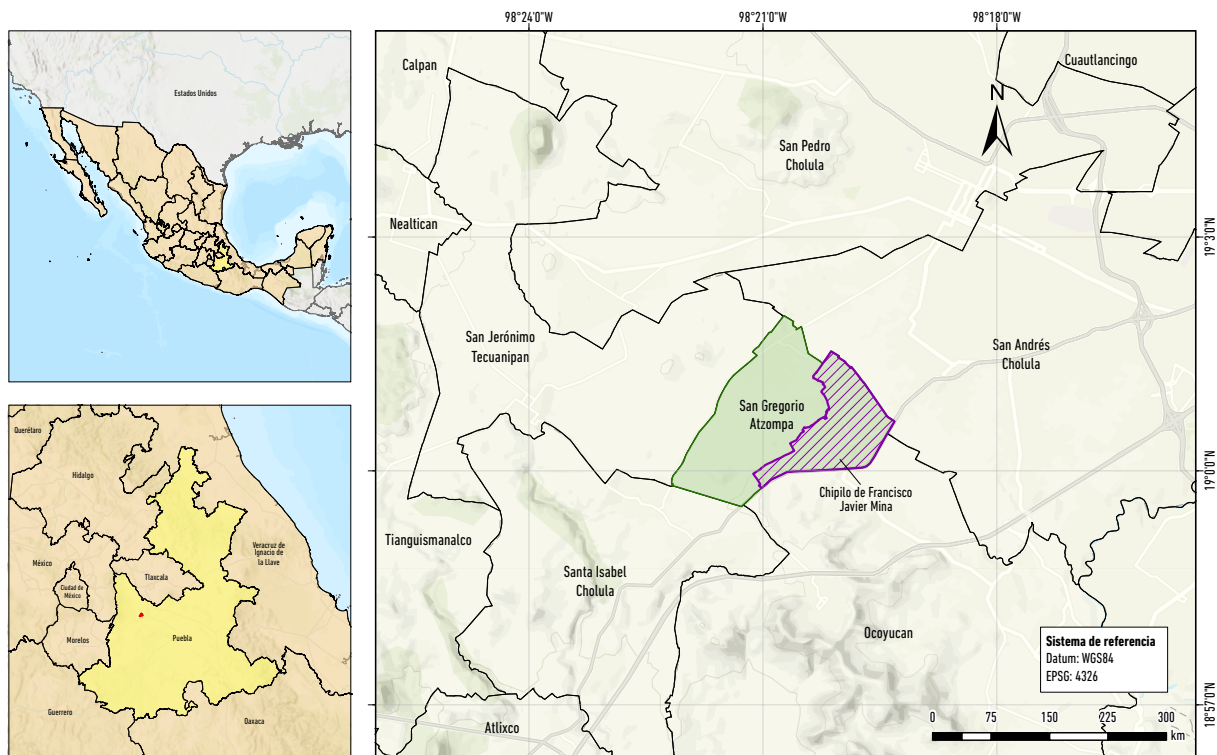 Estados Unidos
Querétaro
Hidalgo
México
Ciudad de
México
Tlaxcala
Veracruz de
Ignacio de
la Llave
Morelos
Puebla
Guerrero
Oaxaca
98°24'0"W
98°21'0"W
98°18'0"W
Calpan
Cuautlancingo
N
San Pedro
Cholula
Nealtican
19°3'0"N
San Jerónimo
Tecuanipan
San Andrés
Cholula
San Gregorio
Atzompa
19°0'0"N
Chipilo de Francisco
Javier Mina
Tianguismanalco
Santa Isabel
Cholula
Ocoyucan
Sistema de referencia
Datum: WGS84
EPSG: 4326
18°57'0"N
Atlixco
0 75 150 225 300
km